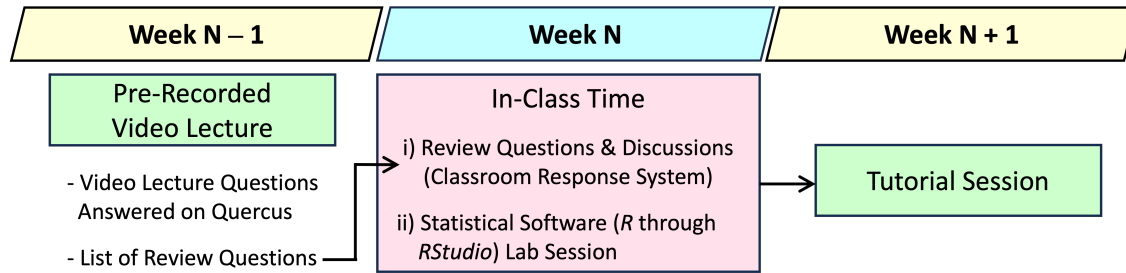 Week N – 1
Week N
Week N + 1
Pre-Recorded
Video Lecture
- Video Lecture Questions
Answered on Quercus
- List of Review Questions
In-Class Time
i) Review Questions & Discussions
(Classroom Response System)
ii) Statistical Software (R through
RStudio) Lab Session
Tutorial Session